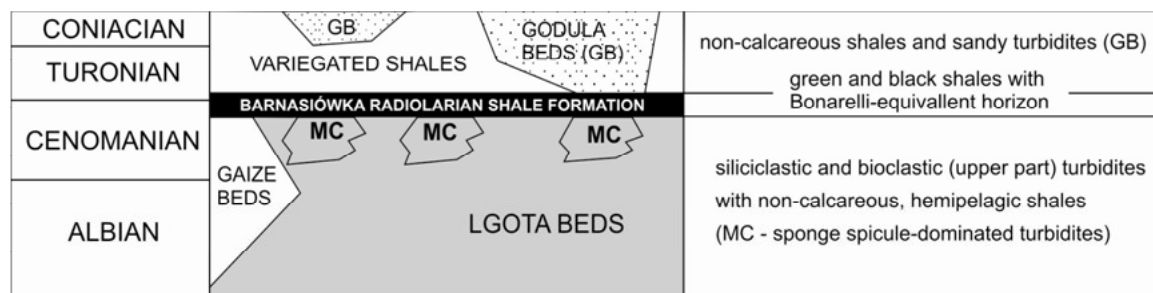 CONIACIAN
TURONIAN
CENOMANIAN
ALBIAN
GB
GODULA
BEDS (GB)
VARIEGATED SHALES
BARNASIÓWKA RADIOLARIAN SHALE FORMATION
MC
MC
MC
GAIZE
BEDS
LGOTA BEDS
non-calcareous shales and sandy turbidites (GB)
green and black shales with
Bonarelli-equivallent horizon
siliciclastic and bioclastic (upper part) turbidites
with non-calcareous, hemipelagic shales
(MC - sponge spicule-dominated turbidites)